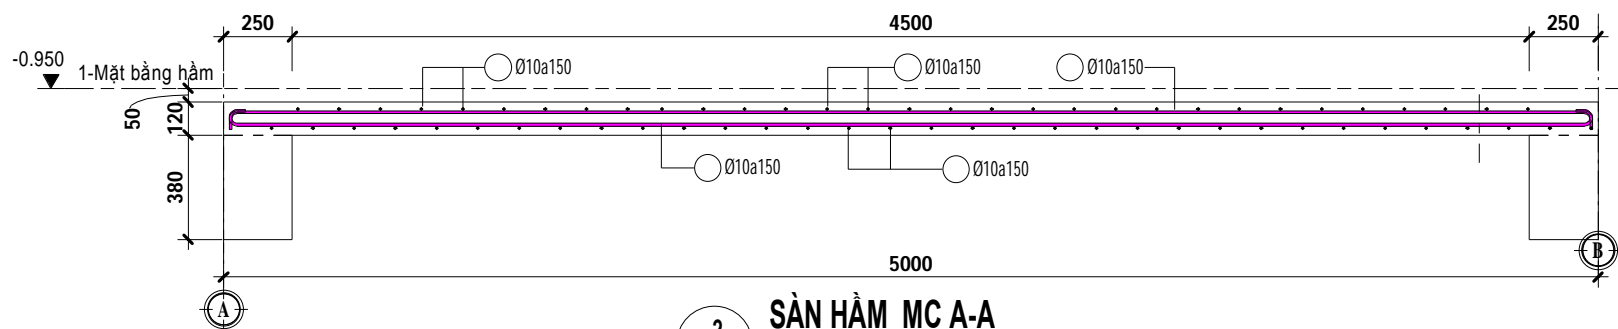 250 4500 250
-0.950
1-Mặt bằng hầm
Ø10a150 Ø10a150 Ø10a150
50
120
Ø10a150 Ø10a150
380
5000
B
A
2 SÀN HẦM MC A-A